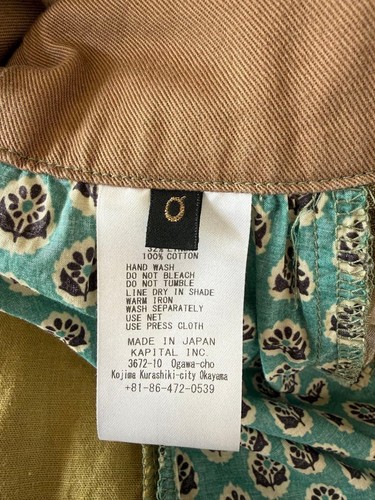 0
32%
100% COTTON
HAND WASH
DO NOT BLEACH
DO NOT TUMBLE
LINE DRY IN SHADE
WARM IRON
WASH SEPARATELY
USE NET
USE PRESS CLOTH
MADE IN JAPAN
KAPITAL INC.
3672-10 Ogawa-cho
Kojima Kurashiki-city Okayama
+81-86-472-0539